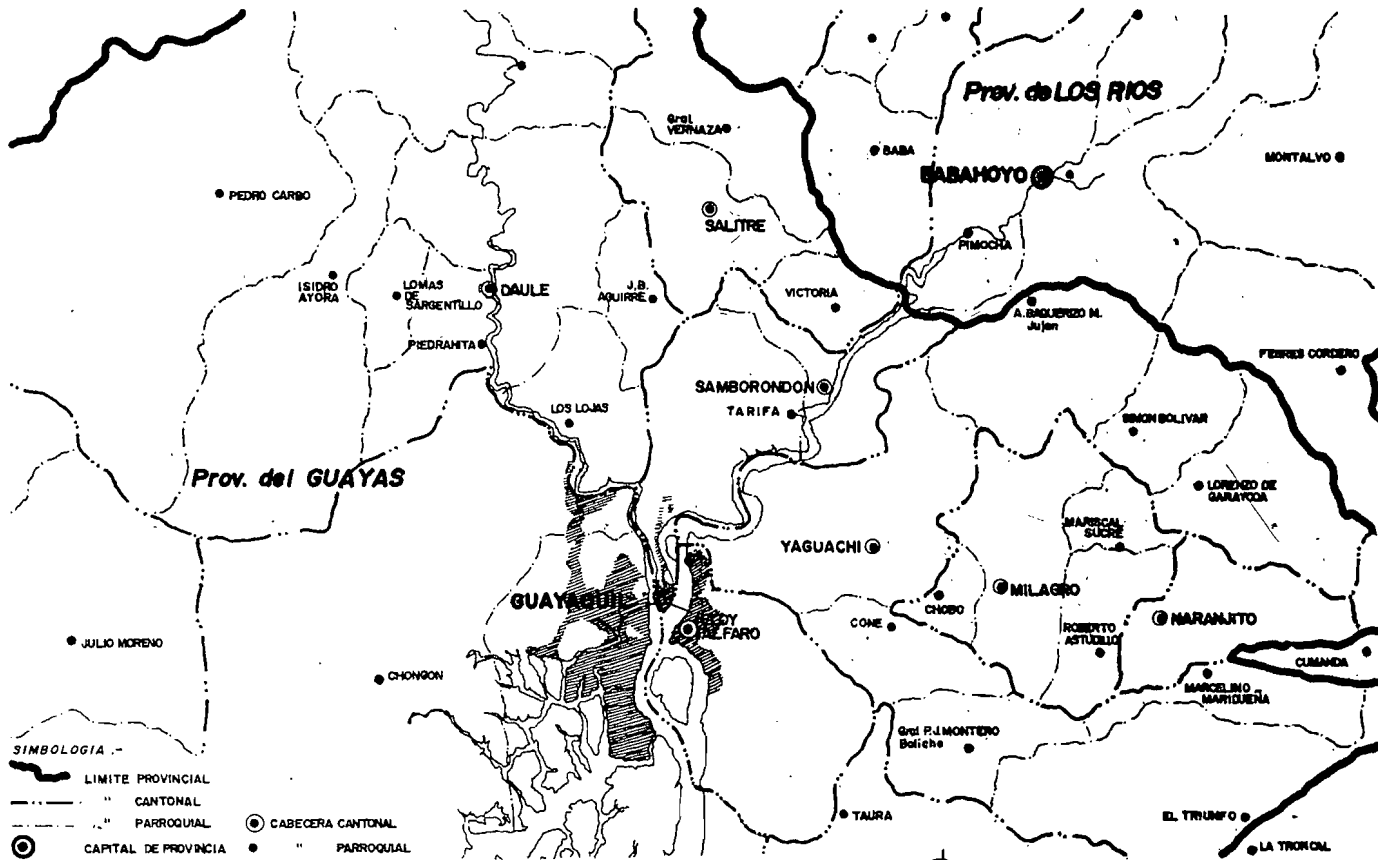 Prov. de LOS RIOS
Gral
VERNAZA
BABA
BABAHOYO
MONTALVO
PEDRO CARBO
SALITRE
PIMOCHA
ISIDRO
AYORA
LOMAS
DE
SARGENTILLO
DAULE
J.B.
AGUIRRE
VICTORIA
A. BAQUERIZO M.
Jujan
PIEDRAHITA
FEBRES CORDERO
SAMBORONDON
TARIFA
LOS LOJAS
SIMON BOLIVAR
Prov. del GUAYAS
LORENZO DE
GARAYCOA
MARISCAL
SUCRE
YAGUACHI
GUAYAQUIL
CHOBO
MILAGRO
NARANJITO
CONE
ELOY
ALFARO
ROBERTO
ASTUDILLO
JULIO MORENO
CHONGON
CUMANDA
MARCELINO
MARIDUEÑA
Gral P.J. MONTERO
Boliche
SIMBOLOGIA .-
LIMITE PROVINCIAL
" CANTONAL
" PARROQUIAL
CABECERA CANTONAL
CAPITAL DE PROVINCIA
" PARROQUIAL
TAURA
EL TRIUNFO
LA TRONCAL